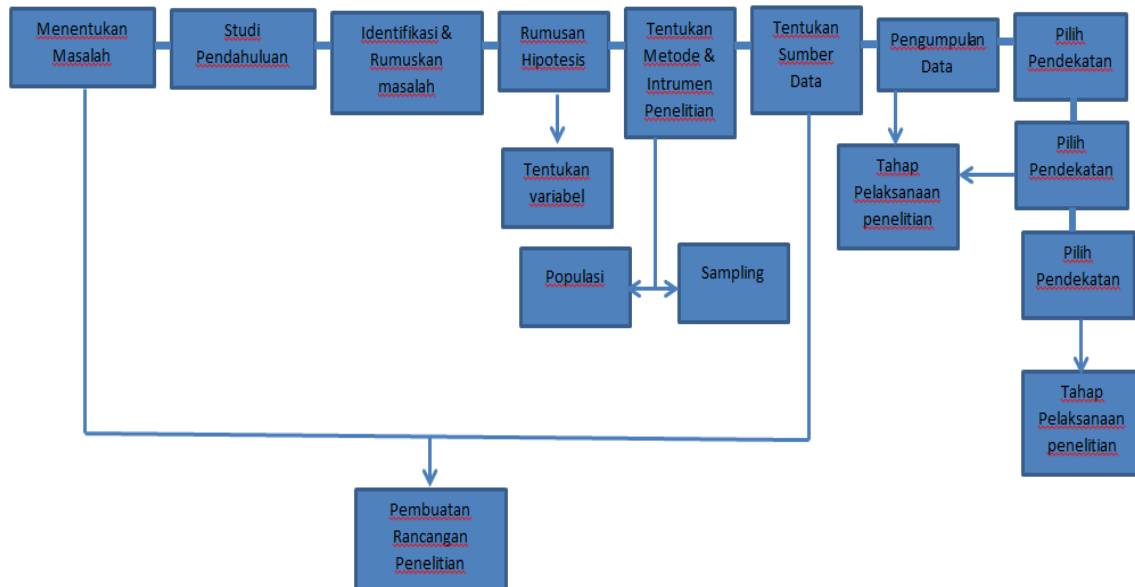 Menentukan
Masalah
Studi
Pendahuluan
Identifikasi &
Rumuskan
masalah
Rumusan
Hipotesis
Tentukan
Metode &
Intrumen
Penelitian
Tentukan
Sumber
Data
Pengumpulan
Data
Pilih
Pendekatan
Tentukan
variabel
Tahap
Pelaksanaan
penelitian
Pilih
Pendekatan
Populasi
Sampling
Pilih
Pendekatan
Tahap
Pelaksanaan
penelitian
Pembuatan
Rancangan
Penelitian